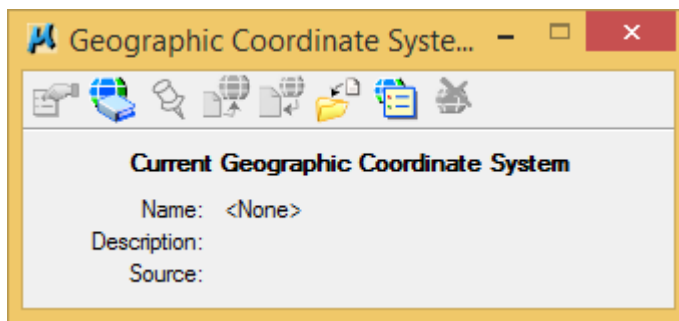 Geographic Coordinate Syste...
Current Geographic Coordinate System
Name: <None>
Description:
Source: